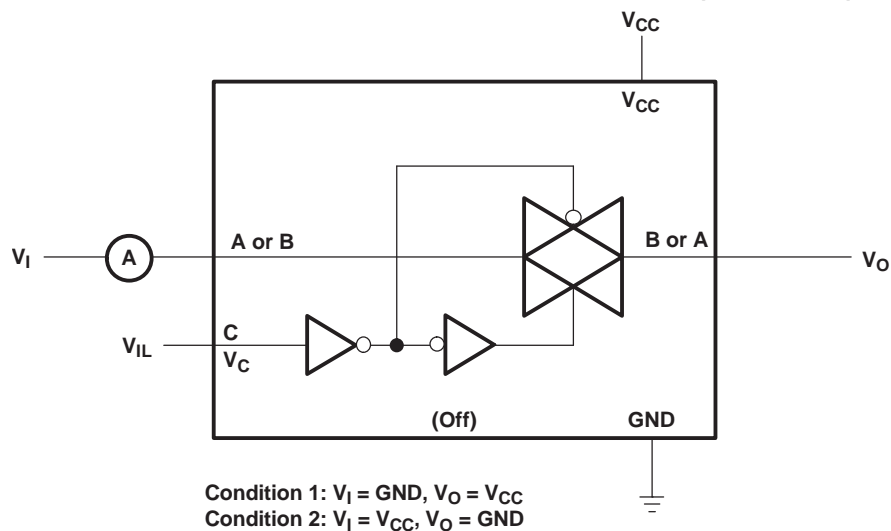 VCC
VCC
VI
A
A or B
B or A
VO
VIL
C
VC
(Off)
GND
Condition 1: VI = GND, VO = VCC
Condition 2: VI = VCC, VO = GND